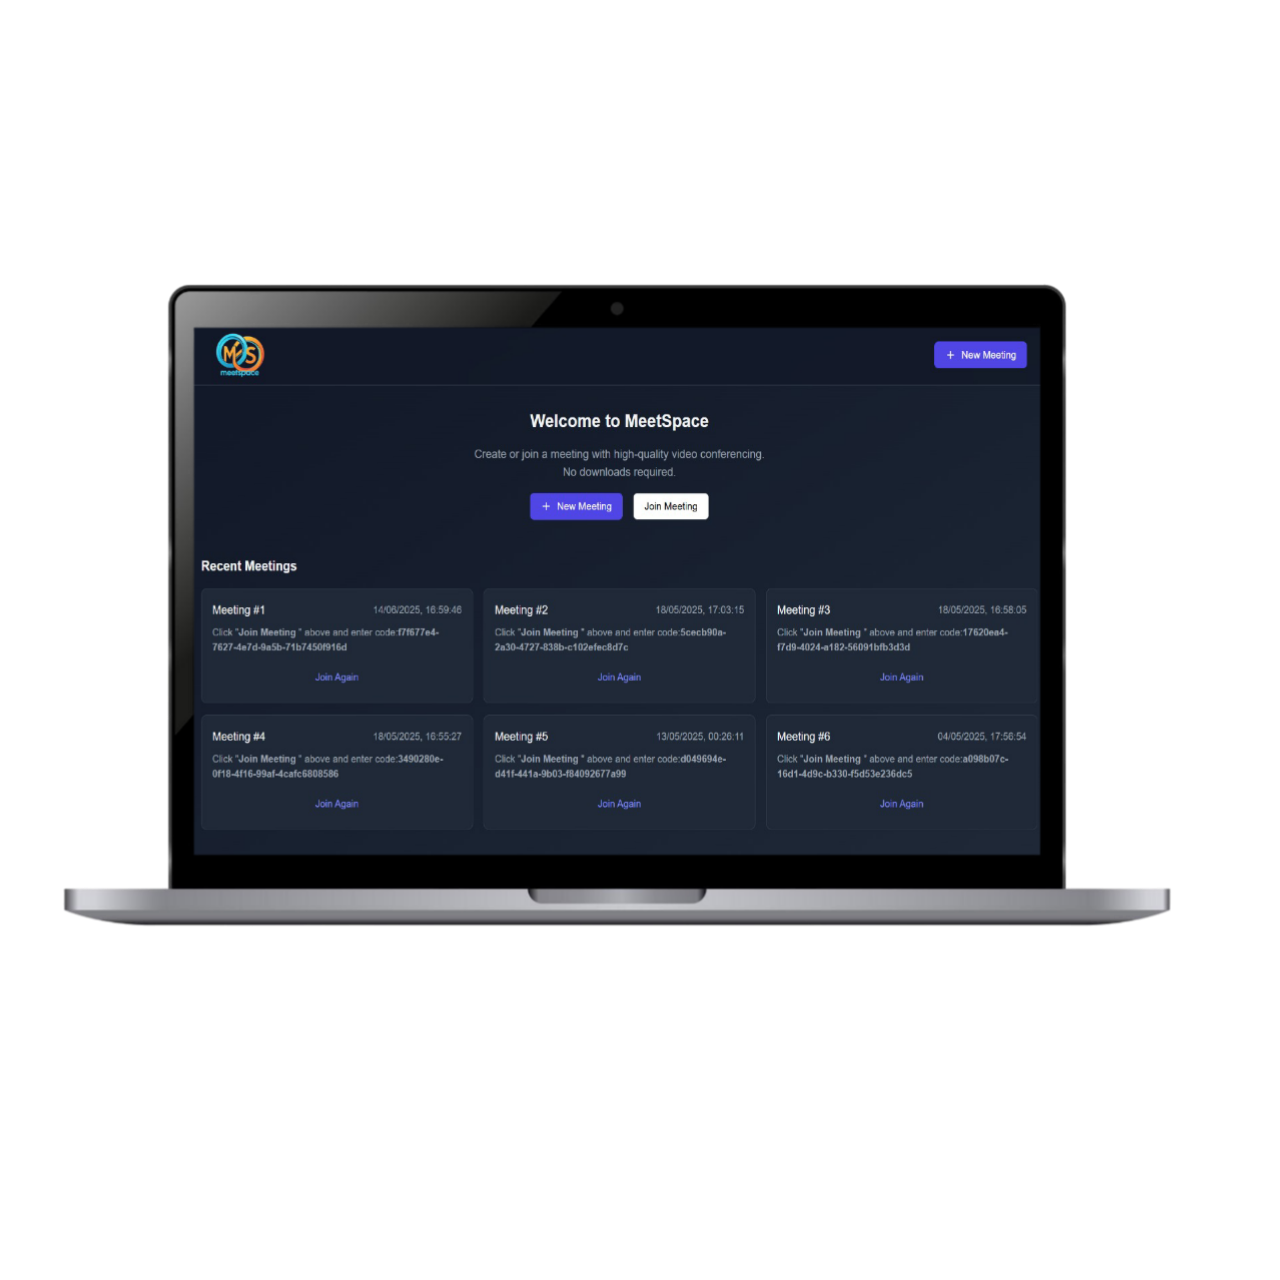 MS
meetspace
+ New Meeting
Welcome to MeetSpace
Create or join a meeting with high-quality video conferencing.
No downloads required.
+ New Meeting
Join Meeting
Recent Meetings
Meeting #1
14/06/2025, 16:59:46
Click "Join Meeting " above and enter code:f7f677e4-
7627-4e7d-9a5b-71b7450f916d
Join Again
Meeting #2
18/05/2025, 17:03:15
Click "Join Meeting " above and enter code:5cecb90a-
2a30-4727-838b-c102efec8d7c
Join Again
Meeting #3
18/05/2025, 16:58:05
Click "Join Meeting " above and enter code:17620ea4-
f7d9-4024-a182-56091bfb3d3d
Join Again
Meeting #4
18/05/2025, 16:55:27
Click "Join Meeting " above and enter code:3490280e-
0f18-4f16-99af-4cafc6808586
Join Again
Meeting #5
13/05/2025, 00:26:11
Click "Join Meeting " above and enter code:d049694e-
d41f-441a-9b03-f84092677a99
Join Again
Meeting #6
04/05/2025, 17:56:54
Click "Join Meeting " above and enter code:a098b07c-
16d1-4d9c-b330-f5d53e236dc5
Join Again